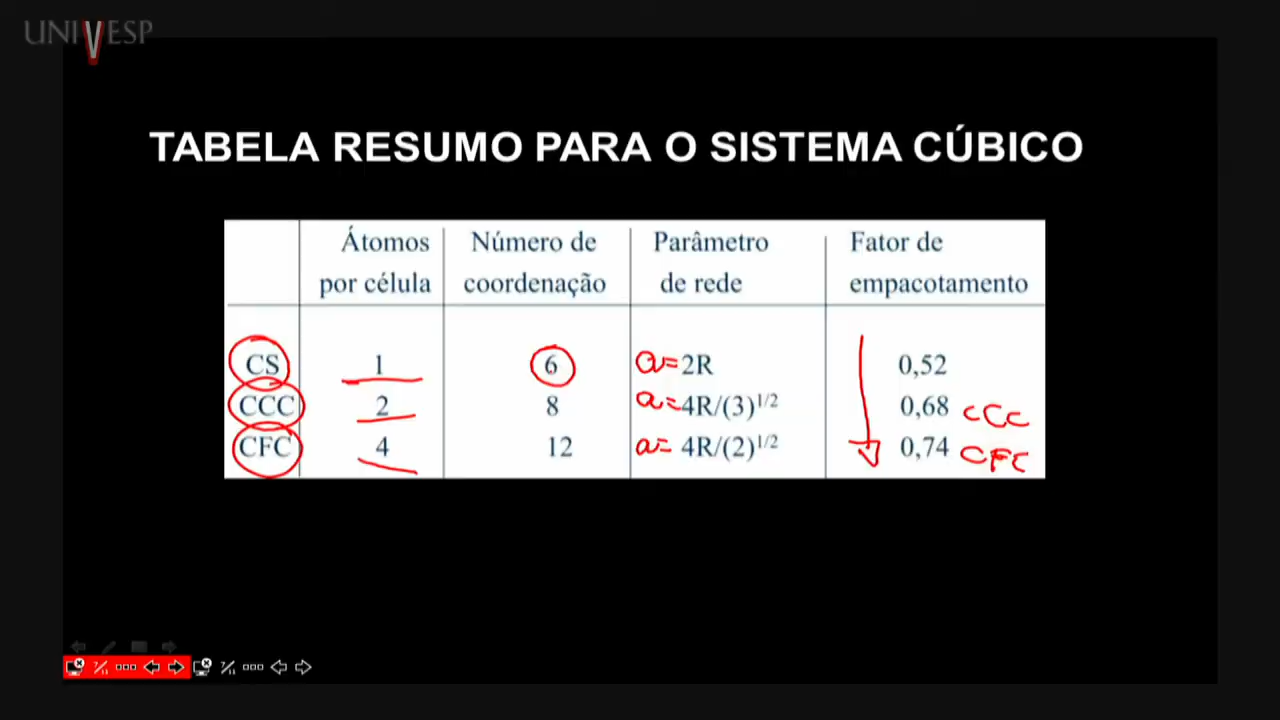 UNIVESP
TABELA RESUMO PARA O SISTEMA CÚBICO
Átomos por célula Número de coordenação Parâmetro de rede Fator de empacotamento
CS 1 6 a=2R 0,52
CCC 2 8 a=4R/(3)^1/2 0,68 CCC
CFC 4 12 a= 4R/(2)^1/2 0,74 CFC